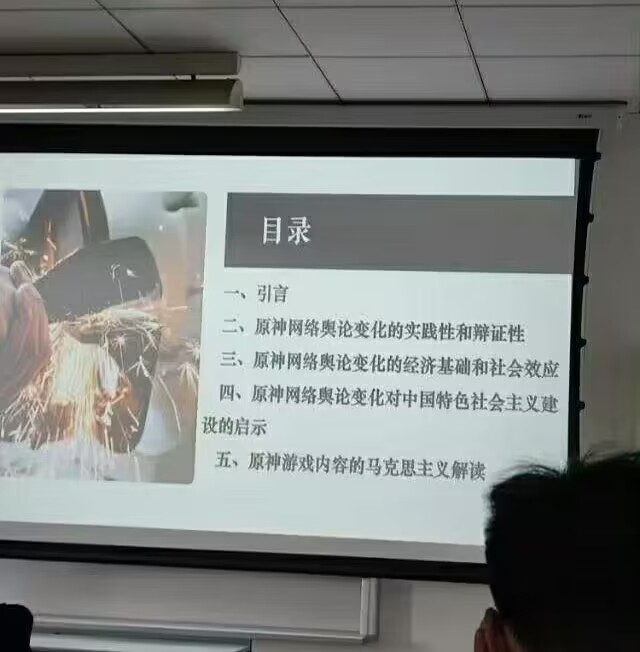 目录
一、引言
二、原神网络舆论变化的实践性和辩证性
三、原神网络舆论变化的经济基础和社会效应
四、原神网络舆论变化对中国特色社会主义建
设的启示
五、原神游戏内容的马克思主义解读